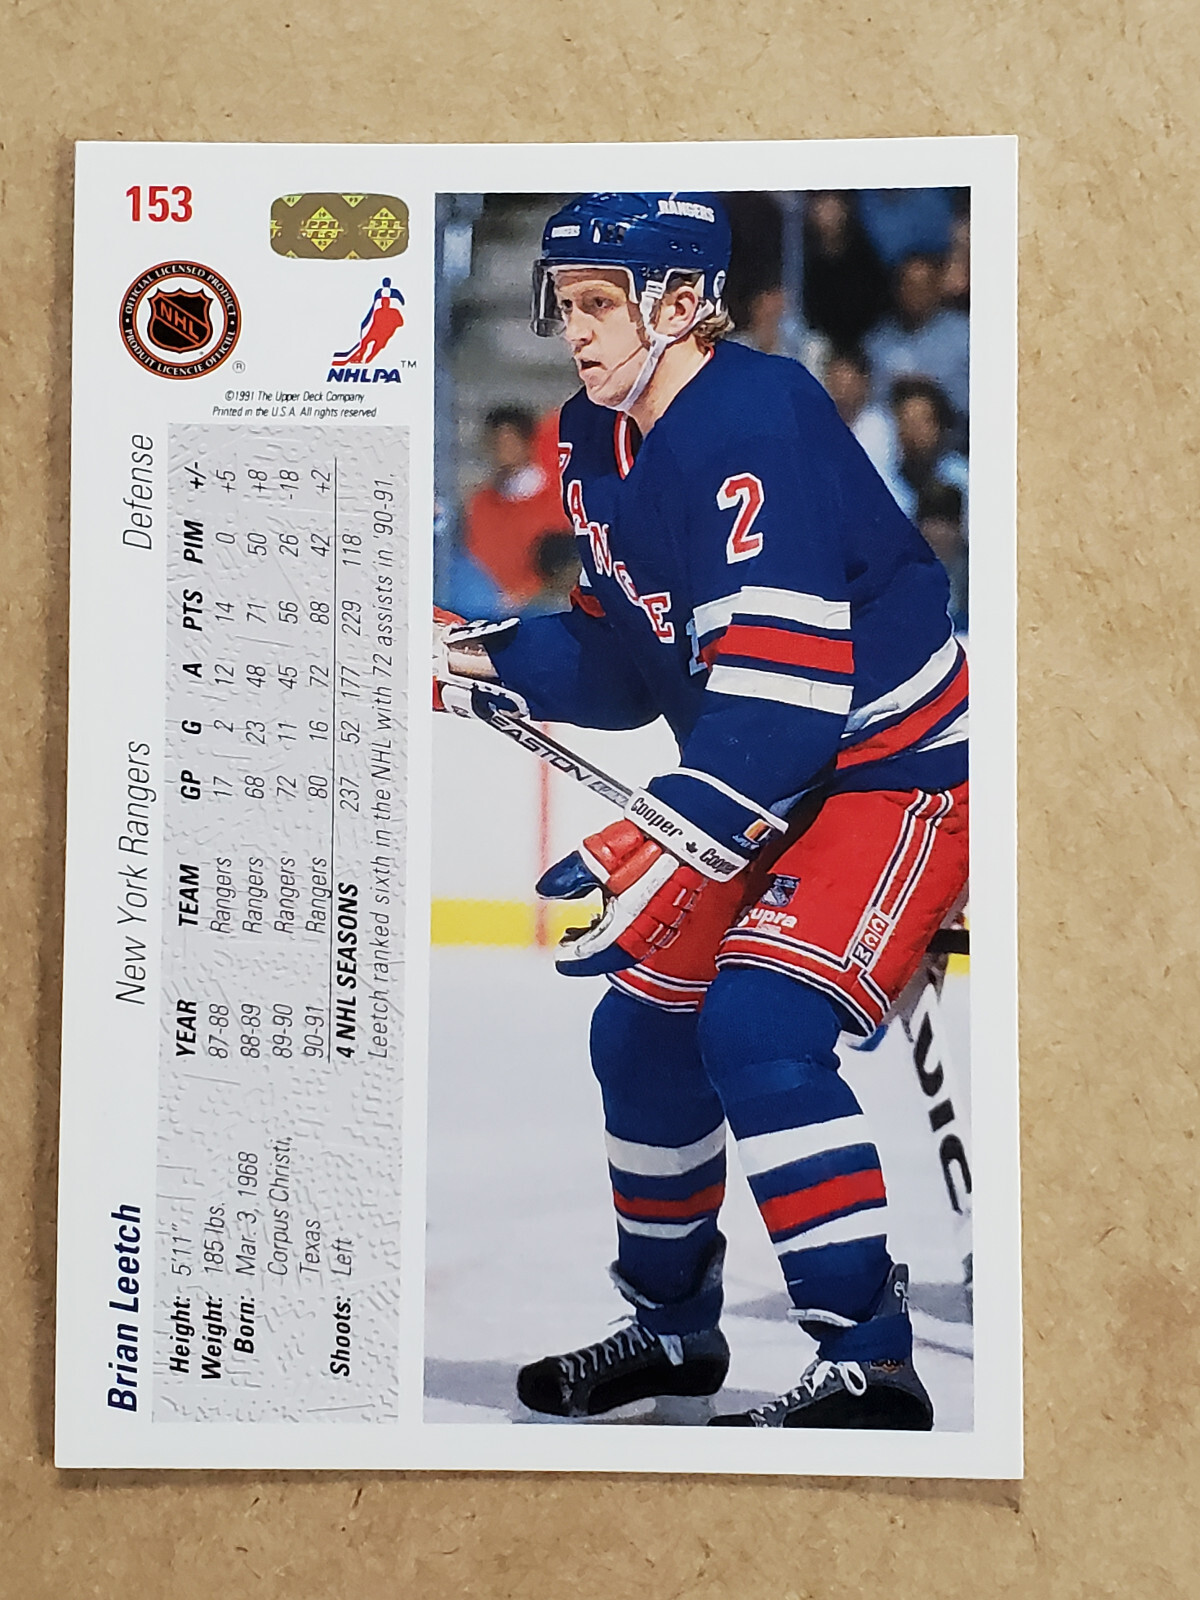 153
OFFICIAL LICENSED PRODUCT
NHL
PRODUIT LICENCIE OFFICIEL
®
NHLPA
TM
©1991 The Upper Deck Company
Printed in the U.S.A. All rights reserved
Brian Leetch New York Rangers Defense
Height: 5'11"
Weight: 185 lbs.
Born: Mar. 3, 1968
Corpus Christi,
Texas
Shoots: Left
YEAR TEAM GP G A PTS PIM +/-
87-88 Rangers 17 2 12 14 0 +5
88-89 Rangers 68 23 48 71 50 +8
89-90 Rangers 72 11 45 56 26 -18
90-91 Rangers 80 16 72 88 42 +2
4 NHL SEASONS 237 52 177 229 118
Leetch ranked sixth in the NHL with 72 assists in '90-91.
RANGERS
2
RANGE
EASTON
Cooper Cooper
Supra
VIC